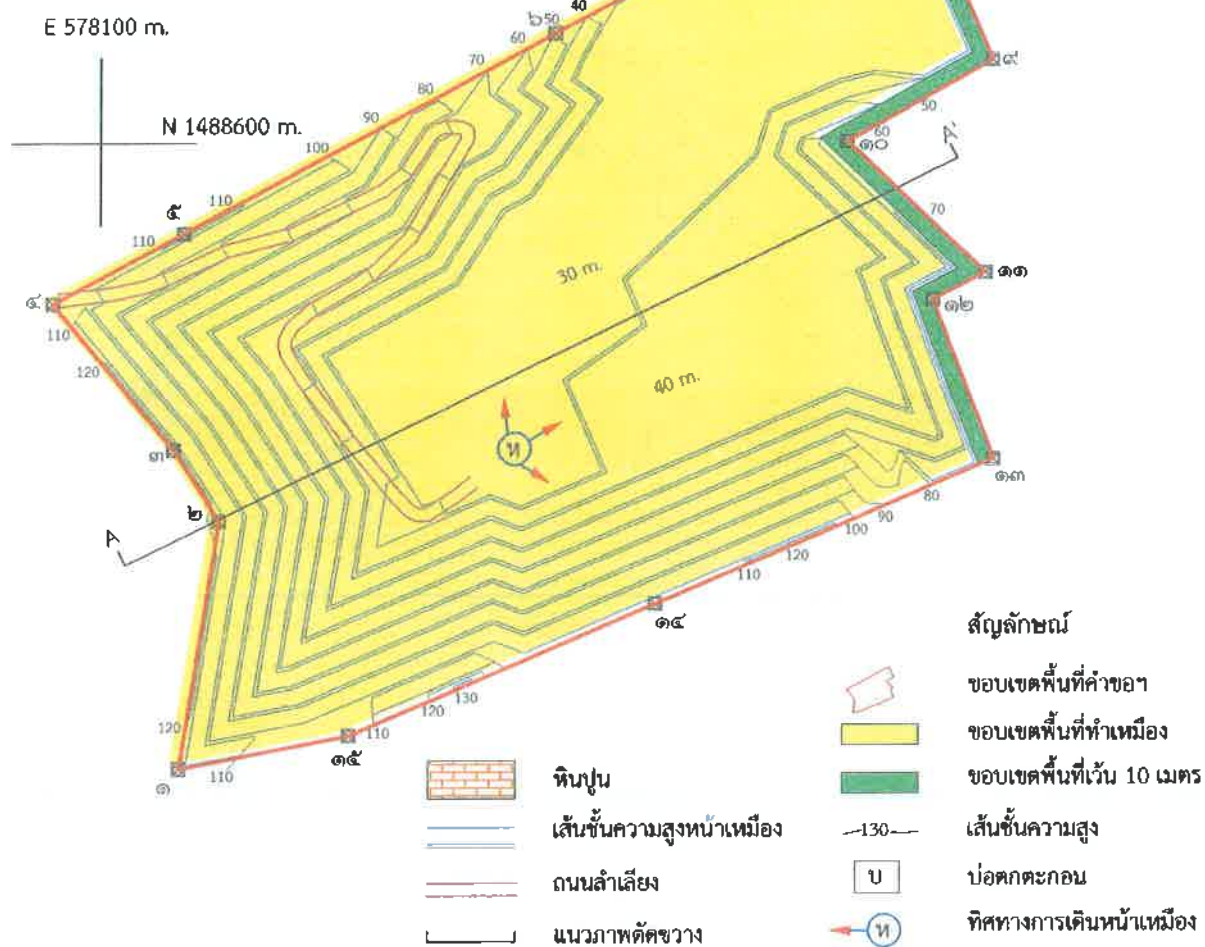 40
E 578100 m.
๖
50
60
70
80
90
N 1488600 m.
100
110
๕
110
๔
110
120
๓
๒
A
๙
50
60
๑๐
A'
70
๑๑
๑๒
30 m.
40 m.
ห
๑๓
80
90
100
120
110
๑๔
130
120
110
๑๕
120
๑
110
สัญลักษณ์
ขอบเขตพื้นที่คำขอฯ
ขอบเขตพื้นที่ทำเหมือง
ขอบเขตพื้นที่เว้น 10 เมตร
-130- เส้นชั้นความสูง
บ บ่อตกตะกอน
ห ทิศทางการเดินหน้าเหมือง
หินปูน
เส้นชั้นความสูงหน้าเหมือง
ถนนลำเลียง
แนวภาพตัดขวาง